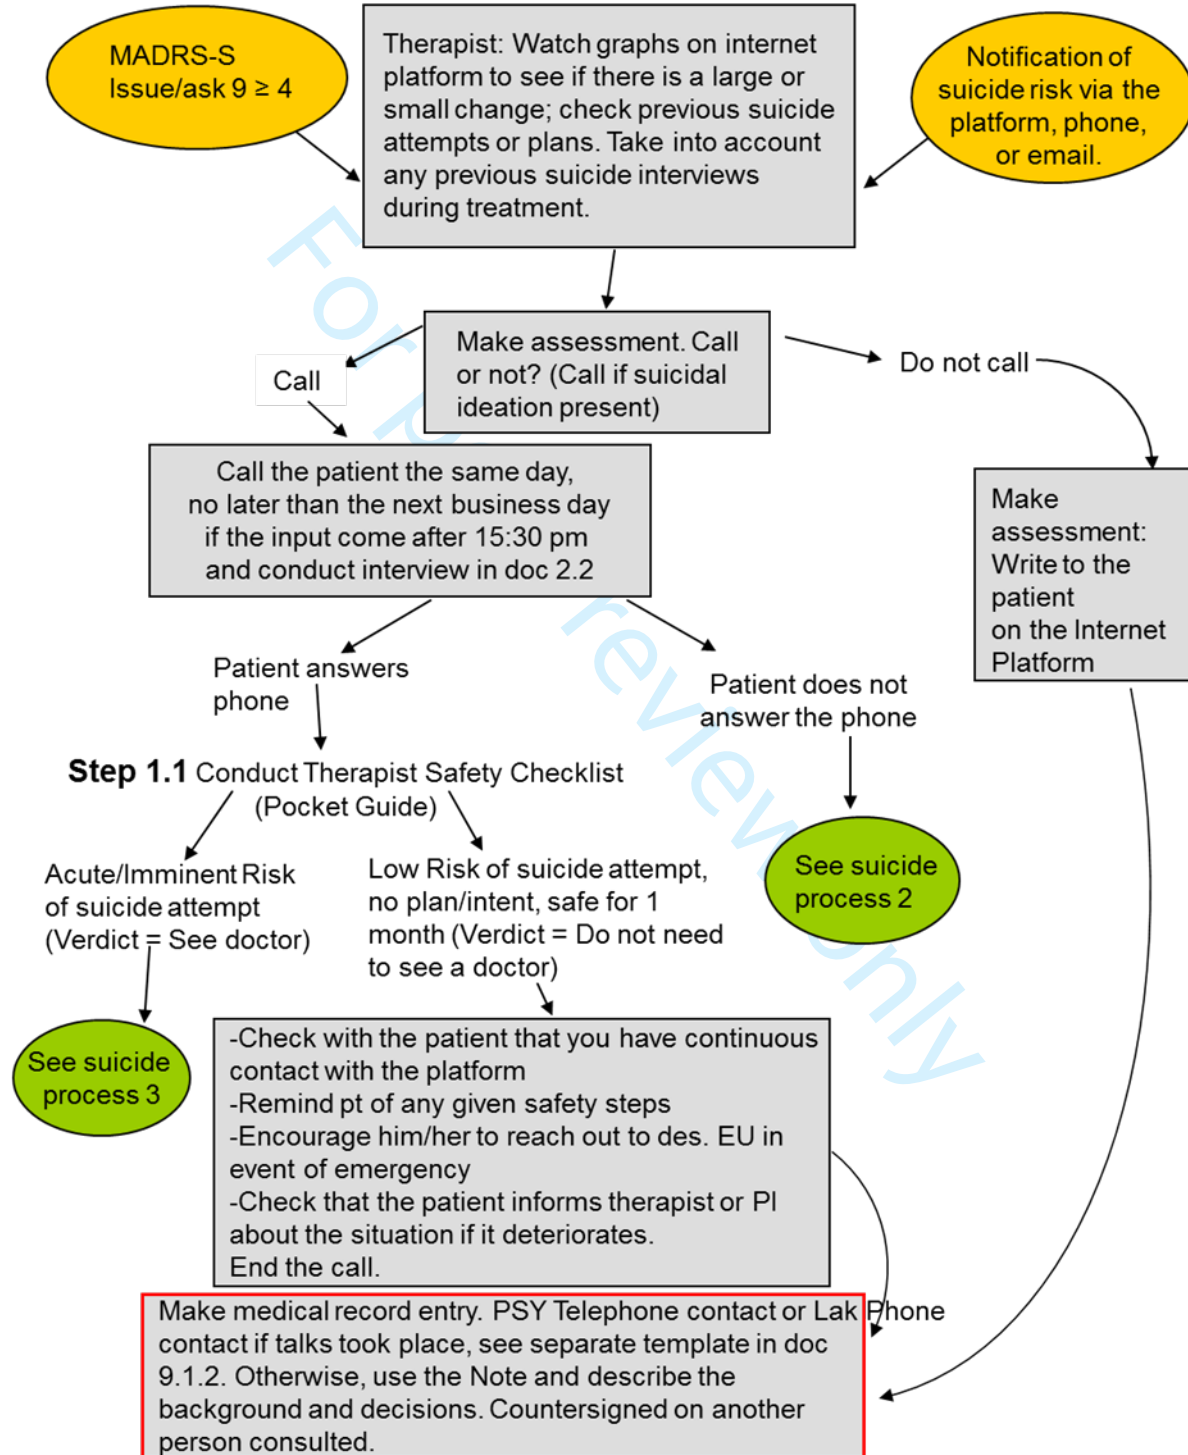 MADRS-S
Issue/ask 9 ≥ 4
Therapist: Watch graphs on internet
platform to see if there is a large or
small change; check previous suicide
attempts or plans. Take into account
any previous suicide interviews
during treatment.
Notification of
suicide risk via the
platform, phone,
or email.
Make assessment. Call
or not? (Call if suicidal
ideation present)
Call
Do not call
Call the patient the same day,
no later than the next business day
if the input come after 15:30 pm
and conduct interview in doc 2.2
Make
assessment:
Write to the
patient
on the Internet
Platform
Patient answers
phone
Patient does not
answer the phone
Step 1.1 Conduct Therapist Safety Checklist
(Pocket Guide)
See suicide
process 2
Acute/Imminent Risk
of suicide attempt
(Verdict = See doctor)
Low Risk of suicide attempt,
no plan/intent, safe for 1
month (Verdict = Do not need
to see a doctor)
See suicide
process 3
-Check with the patient that you have continuous
contact with the platform
-Remind pt of any given safety steps
-Encourage him/her to reach out to des. EU in
event of emergency
-Check that the patient informs therapist or PI
about the situation if it deteriorates.
End the call.
Make medical record entry. PSY Telephone contact or Lak Phone
contact if talks took place, see separate template in doc
9.1.2. Otherwise, use the Note and describe the
background and decisions. Countersigned on another
person consulted.
For review only